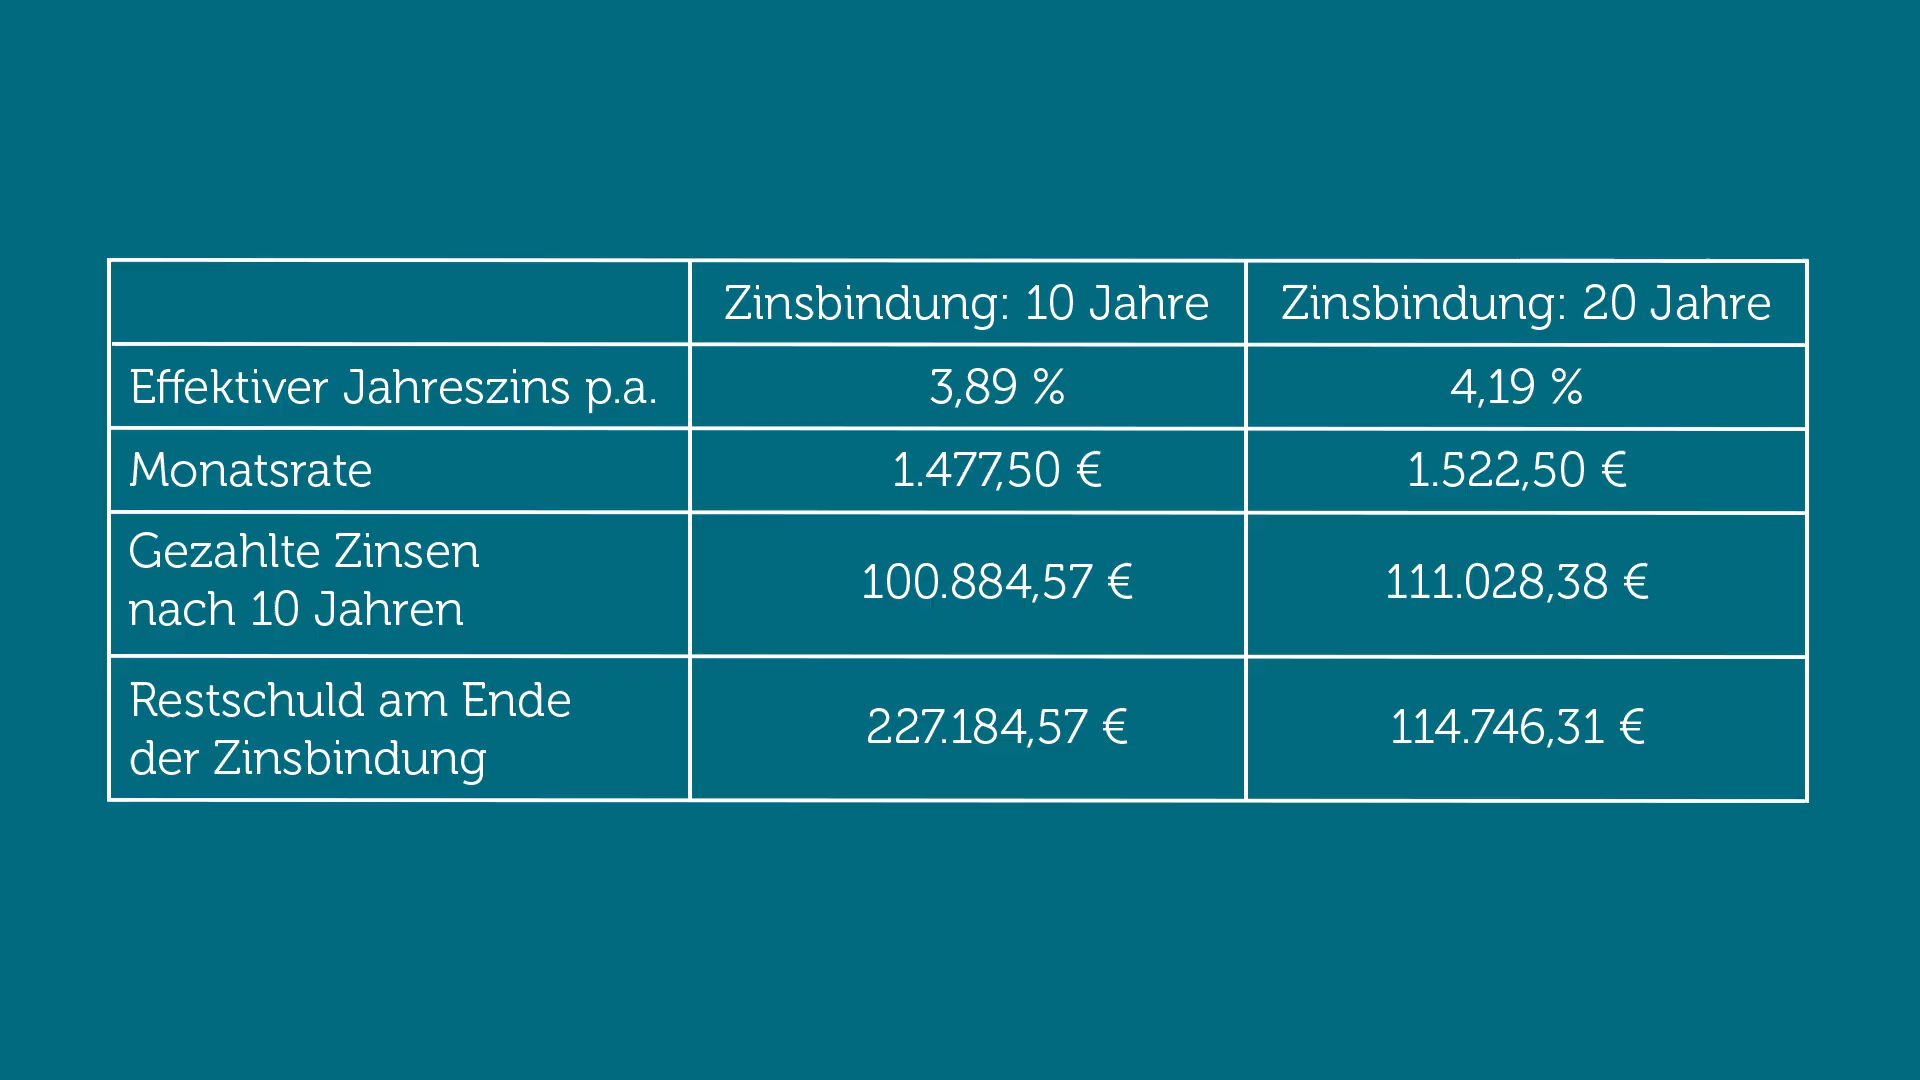 Zinsbindung: 10 Jahre Zinsbindung: 20 Jahre
Effektiver Jahreszins p.a. 3,89 % 4,19 %
Monatsrate 1.477,50 € 1.522,50 €
Gezahlte Zinsen
nach 10 Jahren 100.884,57 € 111.028,38 €
Restschuld am Ende
der Zinsbindung 227.184,57 € 114.746,31 €